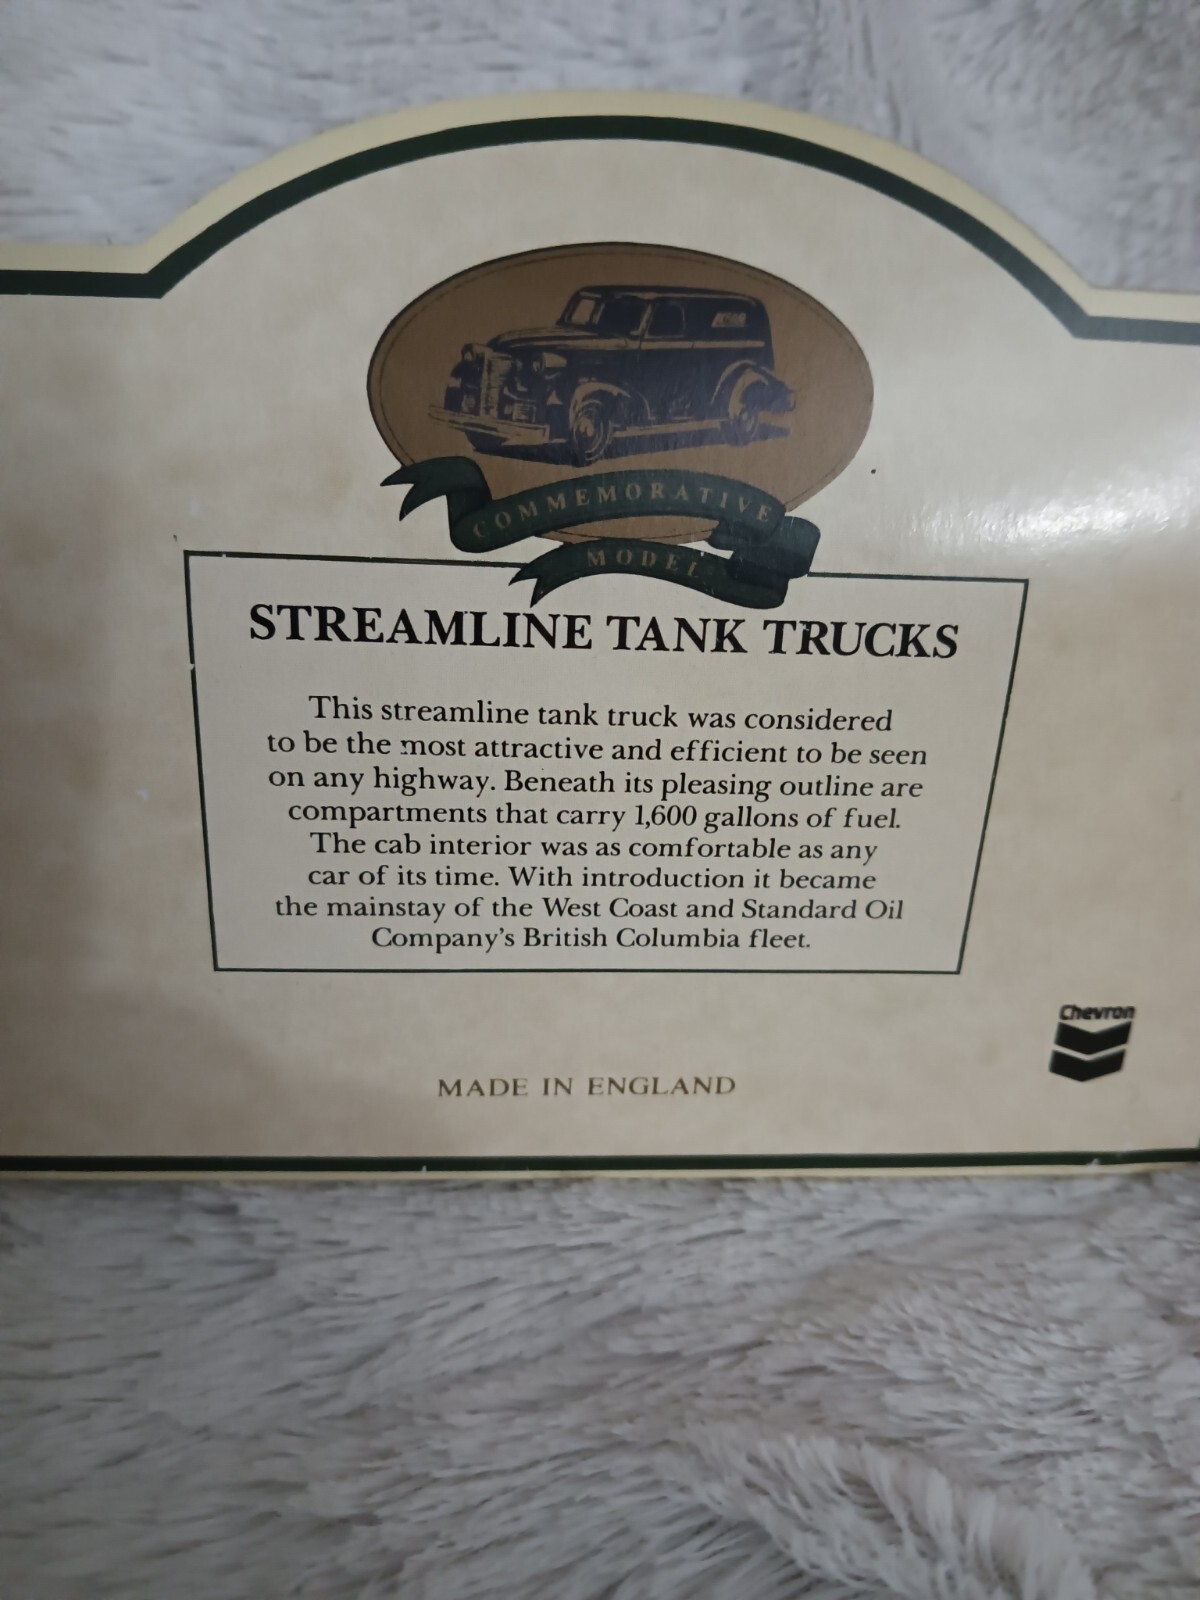 COMMEMORATIVE
MODELS
STREAMLINE TANK TRUCKS
This streamline tank truck was considered
to be the most attractive and efficient to be seen
on any highway. Beneath its pleasing outline are
compartments that carry 1,600 gallons of fuel.
The cab interior was as comfortable as any
car of its time. With introduction it became
the mainstay of the West Coast and Standard Oil
Company's British Columbia fleet.
Chevron
MADE IN ENGLAND